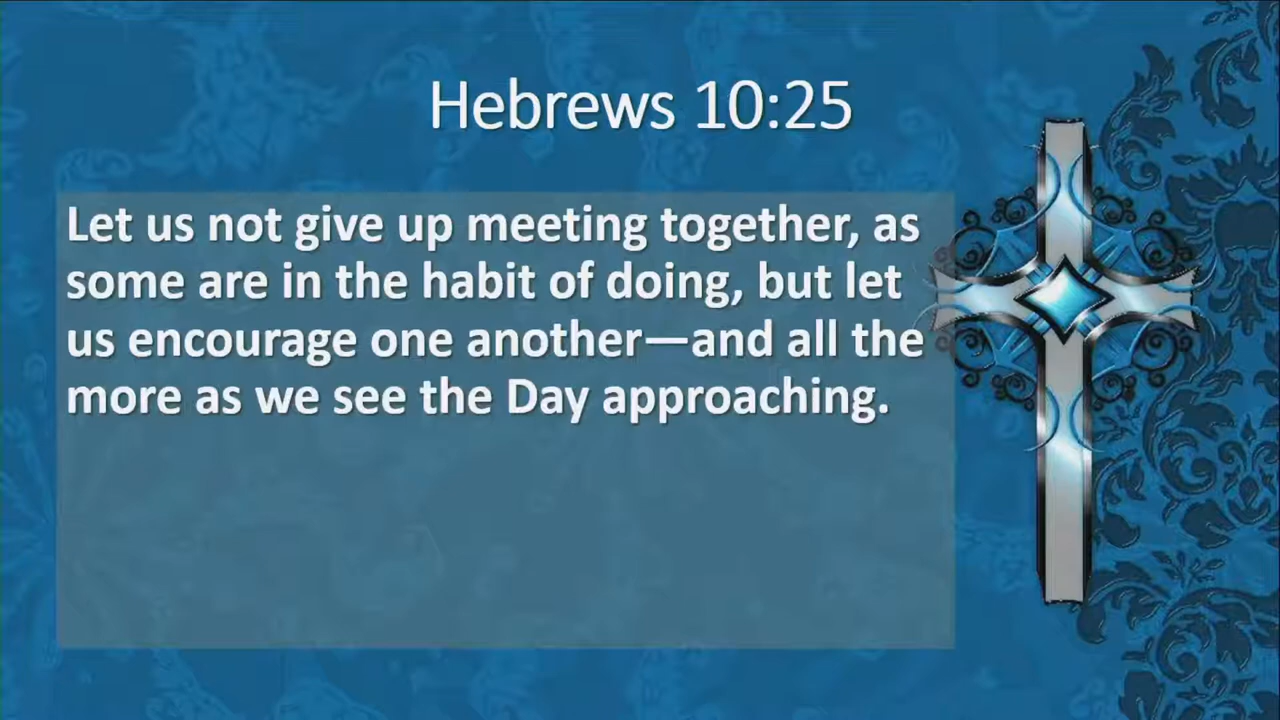 Hebrews 10:25
Let us not give up meeting together, as
some are in the habit of doing, but let
us encourage one another—and all the
more as we see the Day approaching.